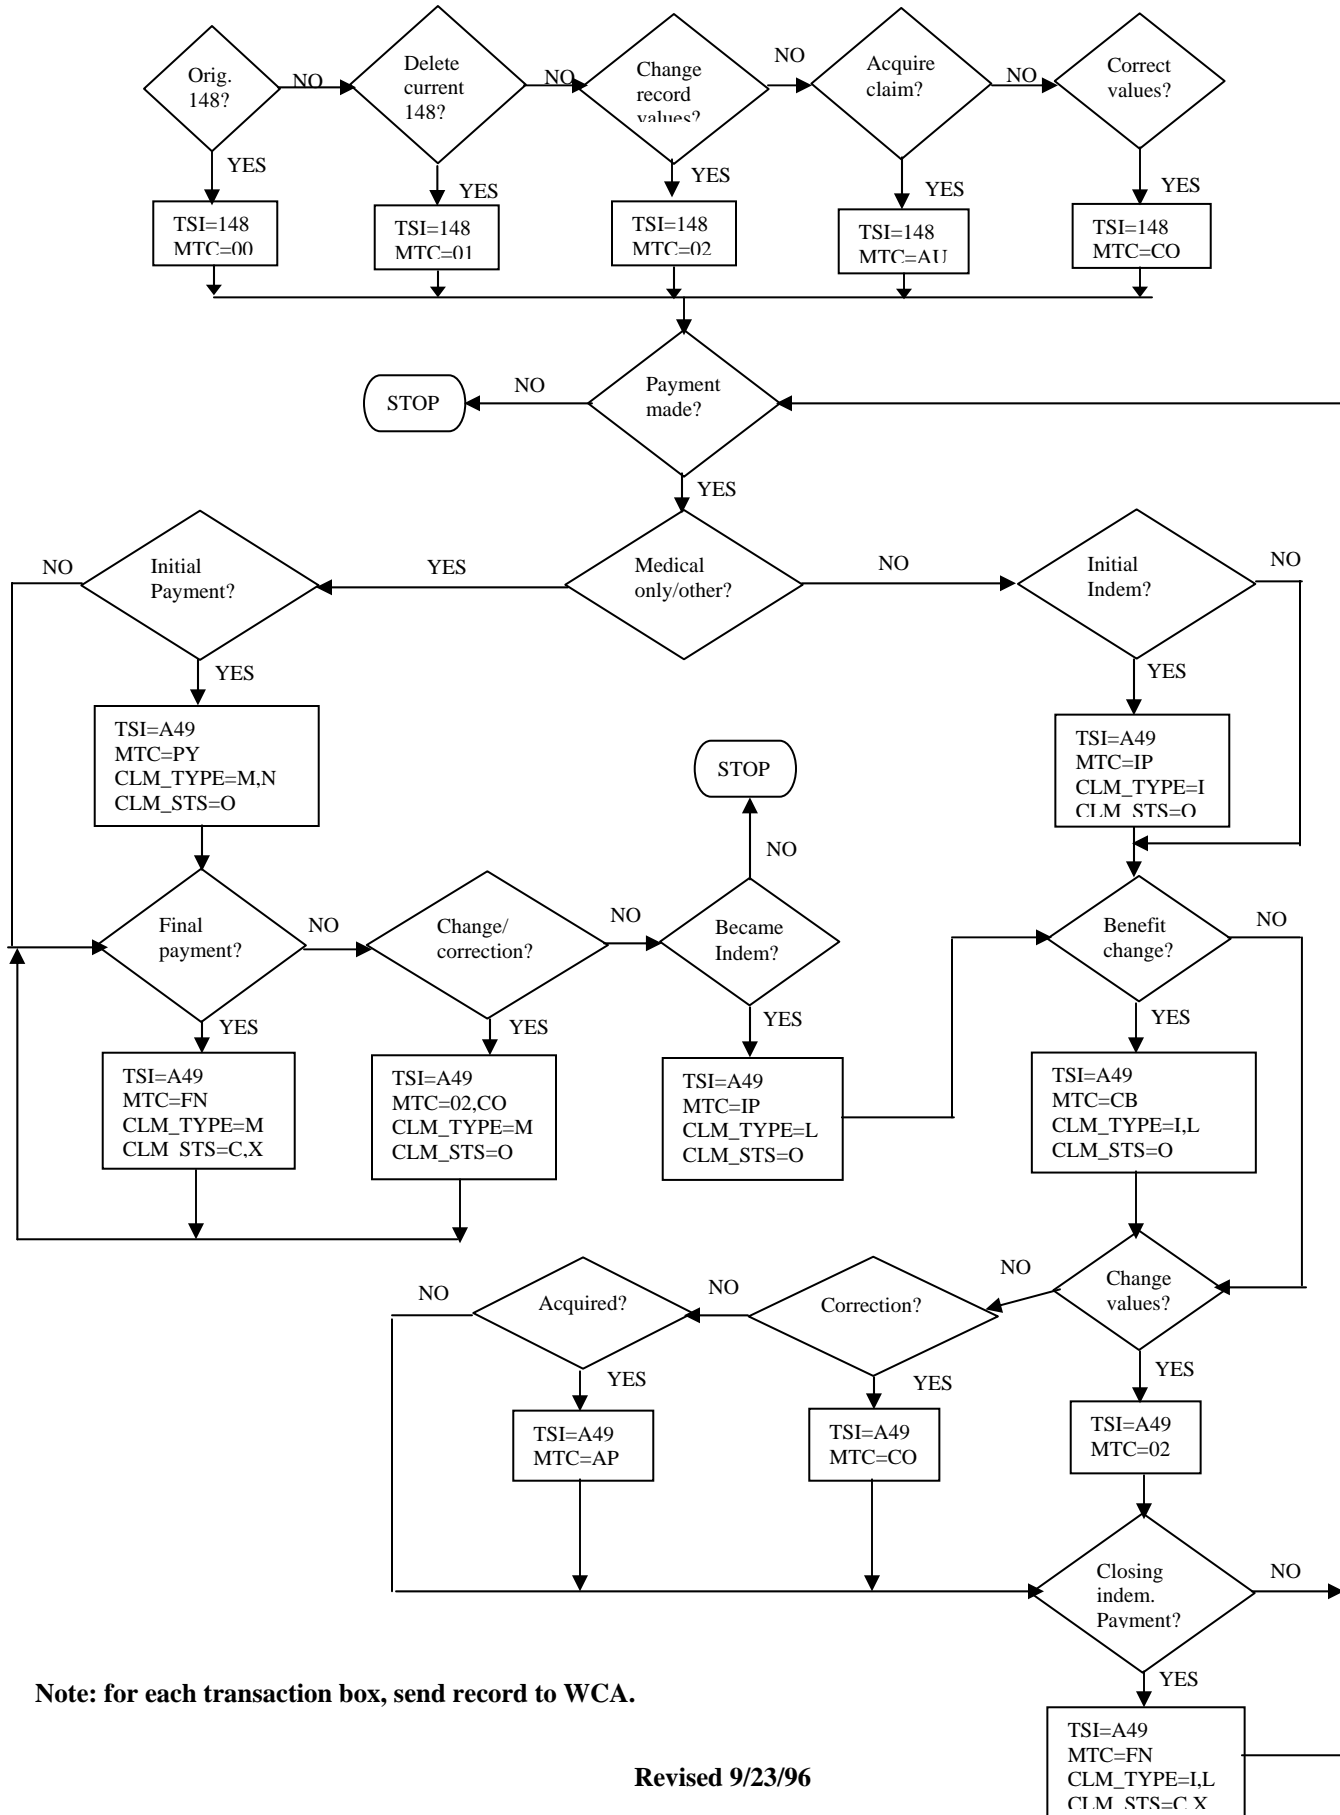 Orig.
148?
NO
Delete
current
148?
NO
Change
record
values?
NO
Acquire
claim?
NO
Correct
values?
YES
YES
YES
YES
YES
TSI=148
MTC=00
TSI=148
MTC=01
TSI=148
MTC=02
TSI=148
MTC=AU
TSI=148
MTC=CO
Payment
made?
NO
STOP
YES
Medical
only/other?
YES
NO
Initial
Payment?
NO
YES
Initial
Indem?
NO
YES
TSI=A49
MTC=PY
CLM_TYPE=M,N
CLM_STS=O
STOP
TSI=A49
MTC=IP
CLM_TYPE=I
CLM_STS=O
NO
Final
payment?
NO
Change/
correction?
NO
Became
Indem?
Benefit
change?
NO
YES
YES
YES
YES
TSI=A49
MTC=FN
CLM_TYPE=M
CLM_STS=C,X
TSI=A49
MTC=02,CO
CLM_TYPE=M
CLM_STS=O
TSI=A49
MTC=IP
CLM_TYPE=L
CLM_STS=O
TSI=A49
MTC=CB
CLM_TYPE=I,L
CLM_STS=O
NO
Acquired?
NO
Correction?
NO
Change
values?
YES
YES
YES
TSI=A49
MTC=AP
TSI=A49
MTC=CO
TSI=A49
MTC=02
Closing
indem.
Payment?
NO
YES
Note: for each transaction box, send record to WCA.
TSI=A49
MTC=FN
CLM_TYPE=I,L
CLM_STS=C,X
Revised 9/23/96